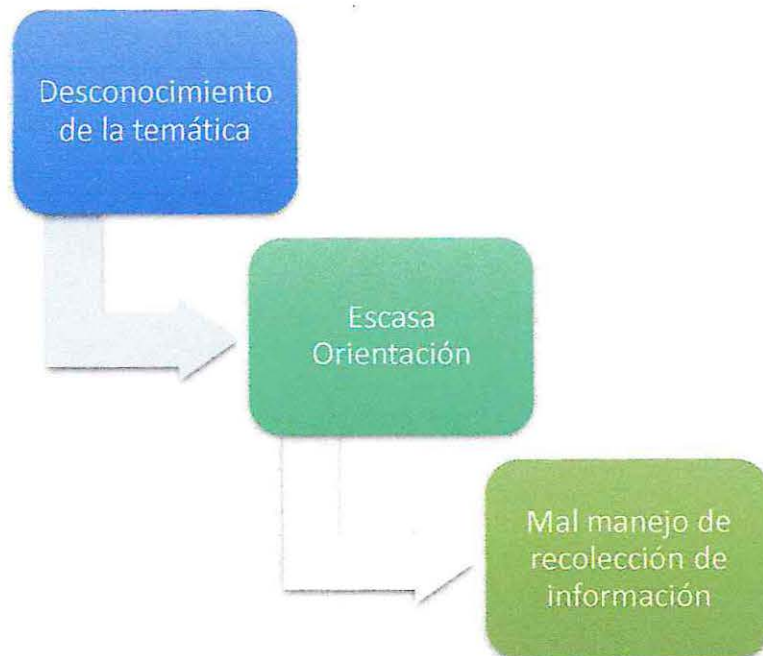 Desconocimiento
de la temática
Escasa
Orientación
Mal manejo de
recolección de
información